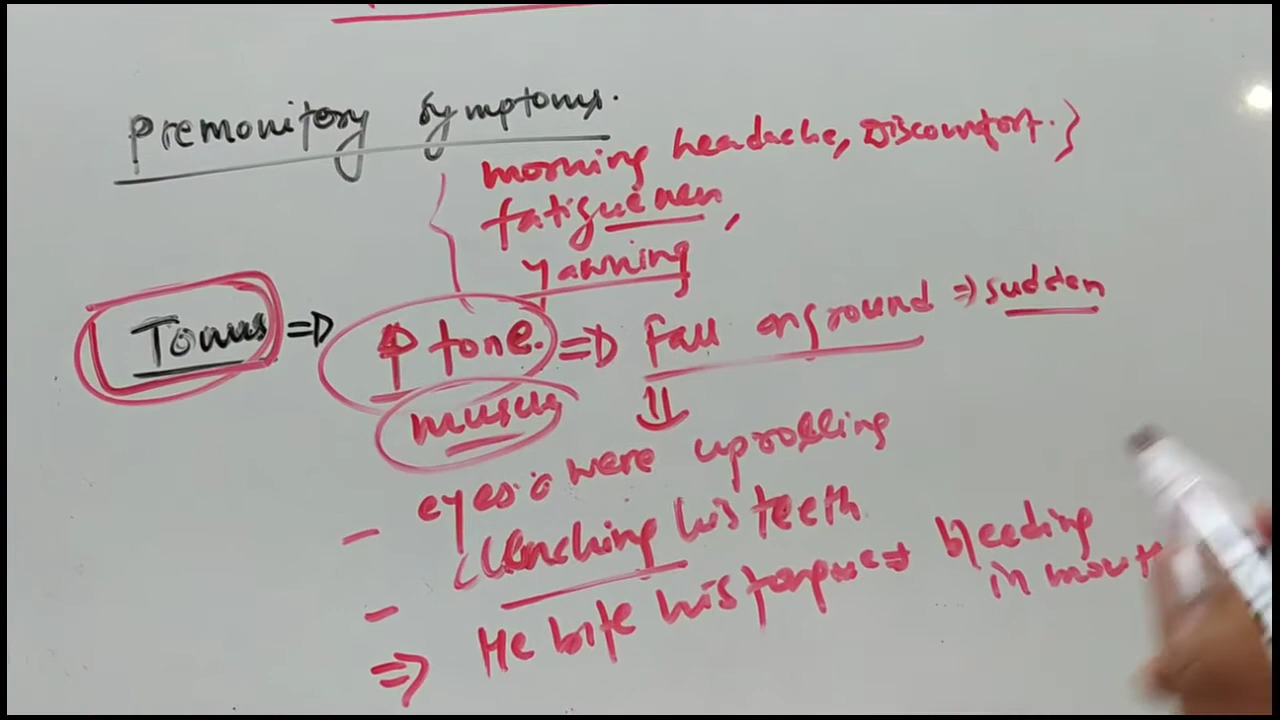 Premonitory symptoms.
morning headache, Discomfort. }
fatigueness,
yawning
Tonus ⇒ ↑ tone. ⇒ fall on ground ⇒ sudden
muscle ⇓
- eyes: were uprolling
- clenching his teeth
⇒ He bite his tongue → bleeding
in mouth